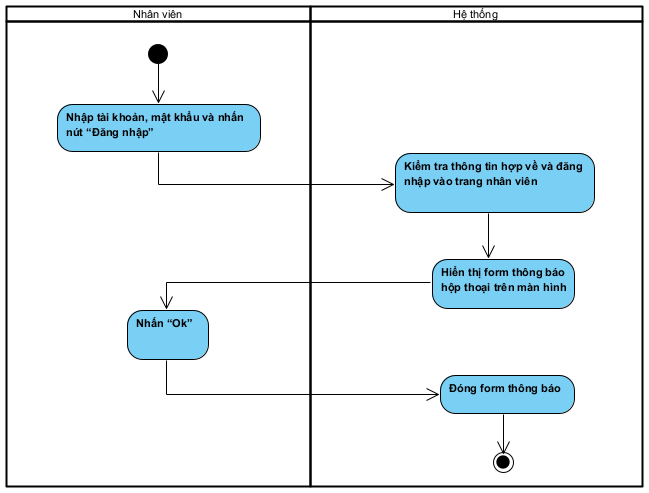 Nhân viên
Hệ thống
Nhập tài khoản, mật khẩu và nhấn
nút “Đăng nhập”
Kiểm tra thông tin hợp về và đăng
nhập vào trang nhân viên
Hiển thị form thông báo
hộp thoại trên màn hình
Nhấn “Ok”
Đóng form thông báo